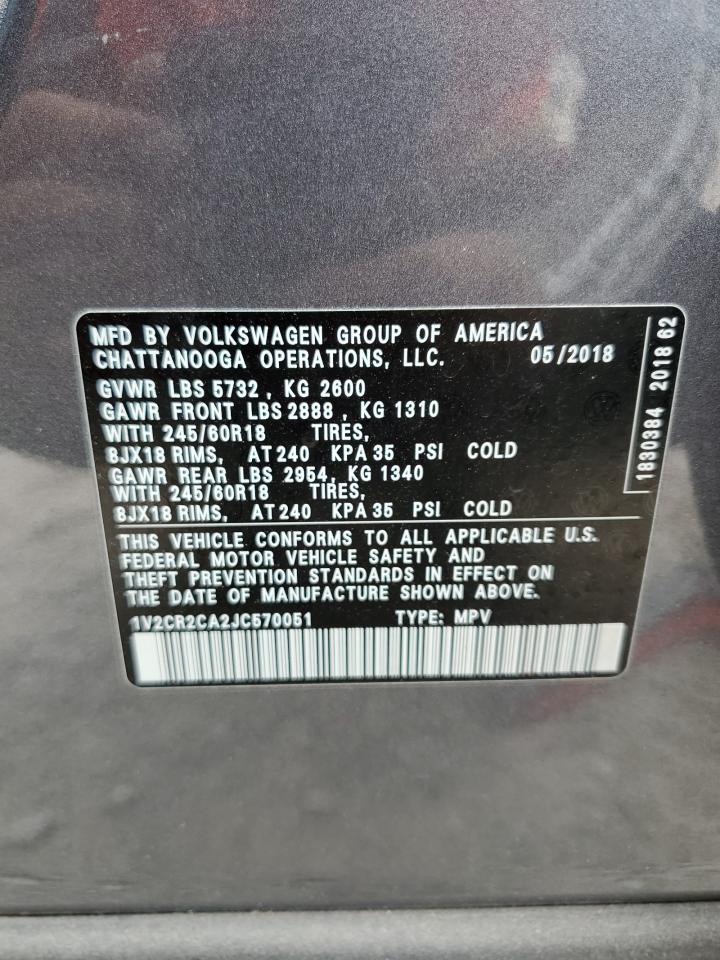 MFD BY VOLKSWAGEN GROUP OF AMERICA
CHATTANOOGA OPERATIONS, LLC. 05/2018
GVWR LBS 5732, KG 2600
GAWR FRONT LBS 2888, KG 1310
WITH 245/60R18 TIRES,
8JX18 RIMS, AT 240 KPA 35 PSI COLD
GAWR REAR LBS 2954, KG 1340
WITH 245/60R18 TIRES,
8JX18 RIMS, AT 240 KPA 35 PSI COLD
THIS VEHICLE CONFORMS TO ALL APPLICABLE U.S.
FEDERAL MOTOR VEHICLE SAFETY AND
THEFT PREVENTION STANDARDS IN EFFECT ON
THE DATE OF MANUFACTURE SHOWN ABOVE.
1V2CR2CA2JC570051 TYPE: MPV
1830384 2018 62